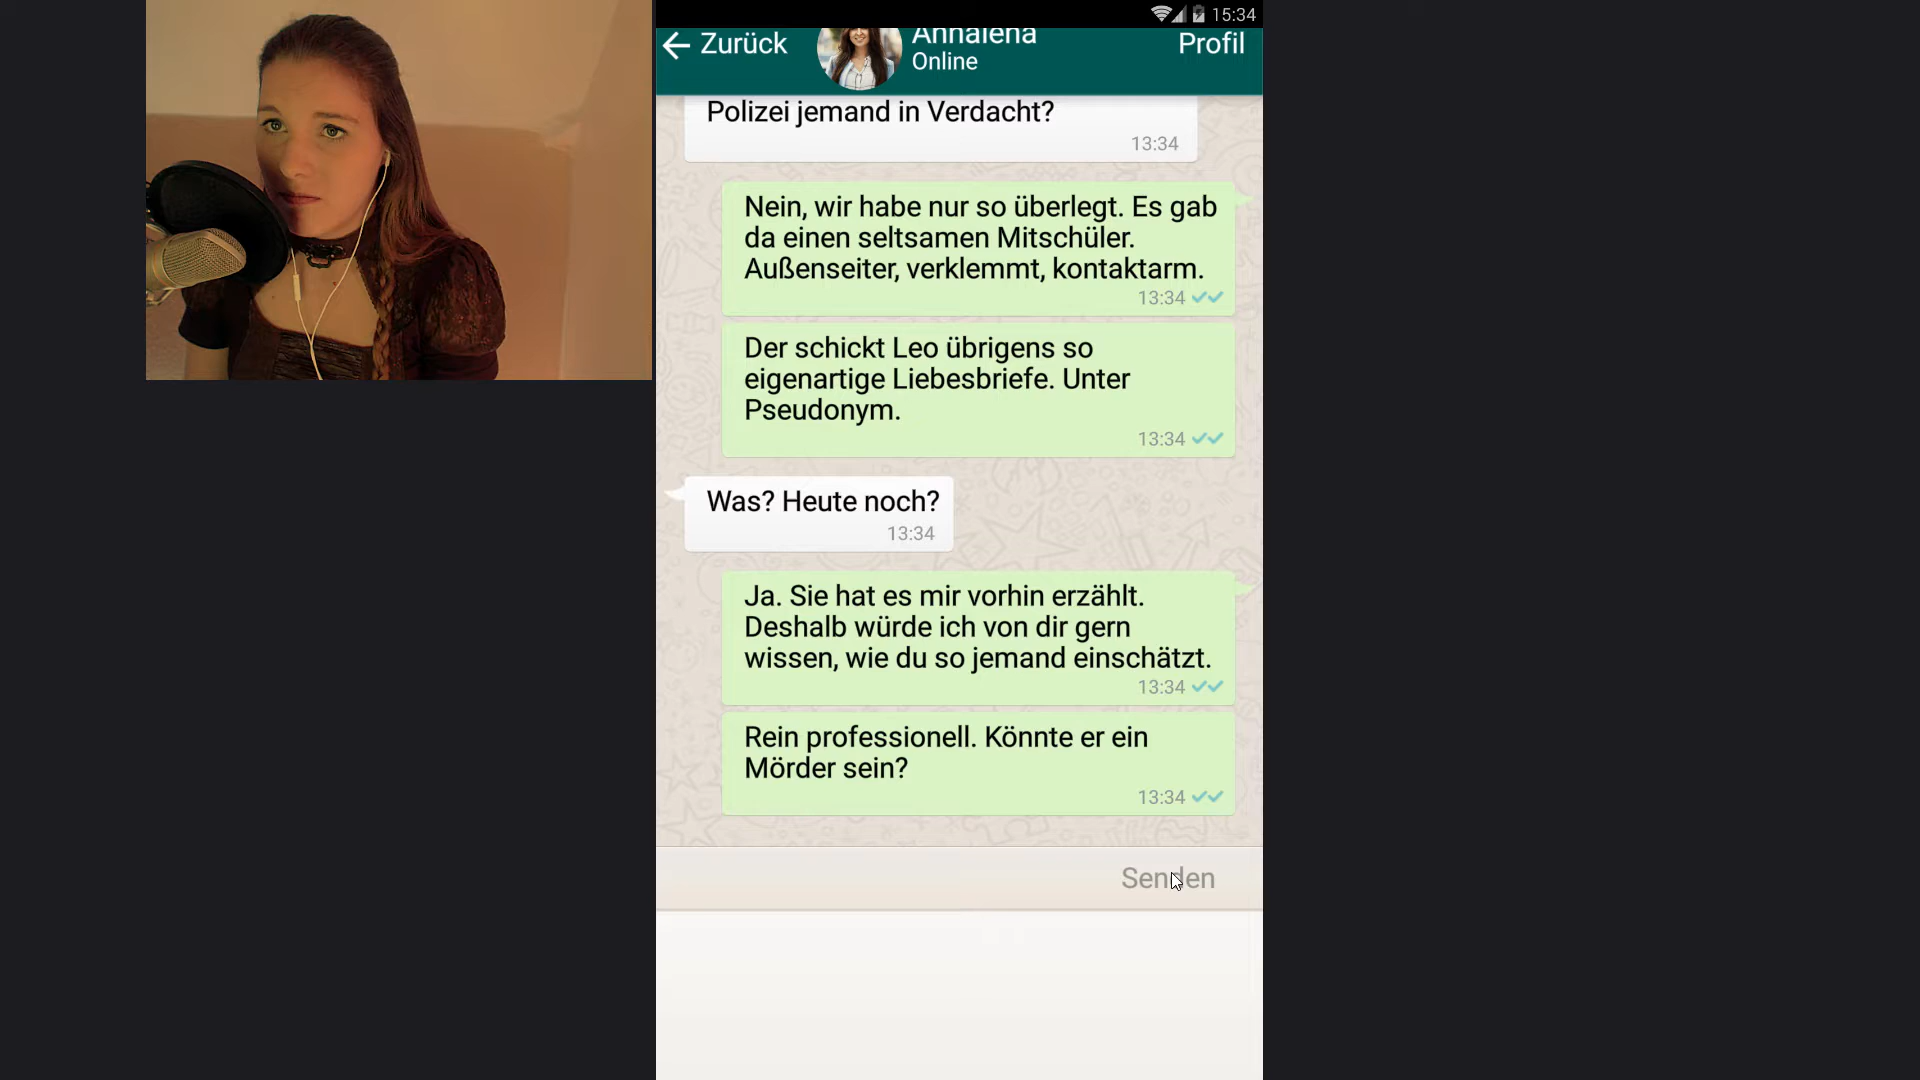 15:34
Zurück
Annalena
Online
Profil
Polizei jemand in Verdacht?
13:34
Nein, wir habe nur so überlegt. Es gab
da einen seltsamen Mitschüler.
Außenseiter, verklemmt, kontaktarm.
13:34
Der schickt Leo übrigens so
eigenartige Liebesbriefe. Unter
Pseudonym.
13:34
Was? Heute noch?
13:34
Ja. Sie hat es mir vorhin erzählt.
Deshalb würde ich von dir gern
wissen, wie du so jemand einschätzt.
13:34
Rein professionell. Könnte er ein
Mörder sein?
13:34
Senden